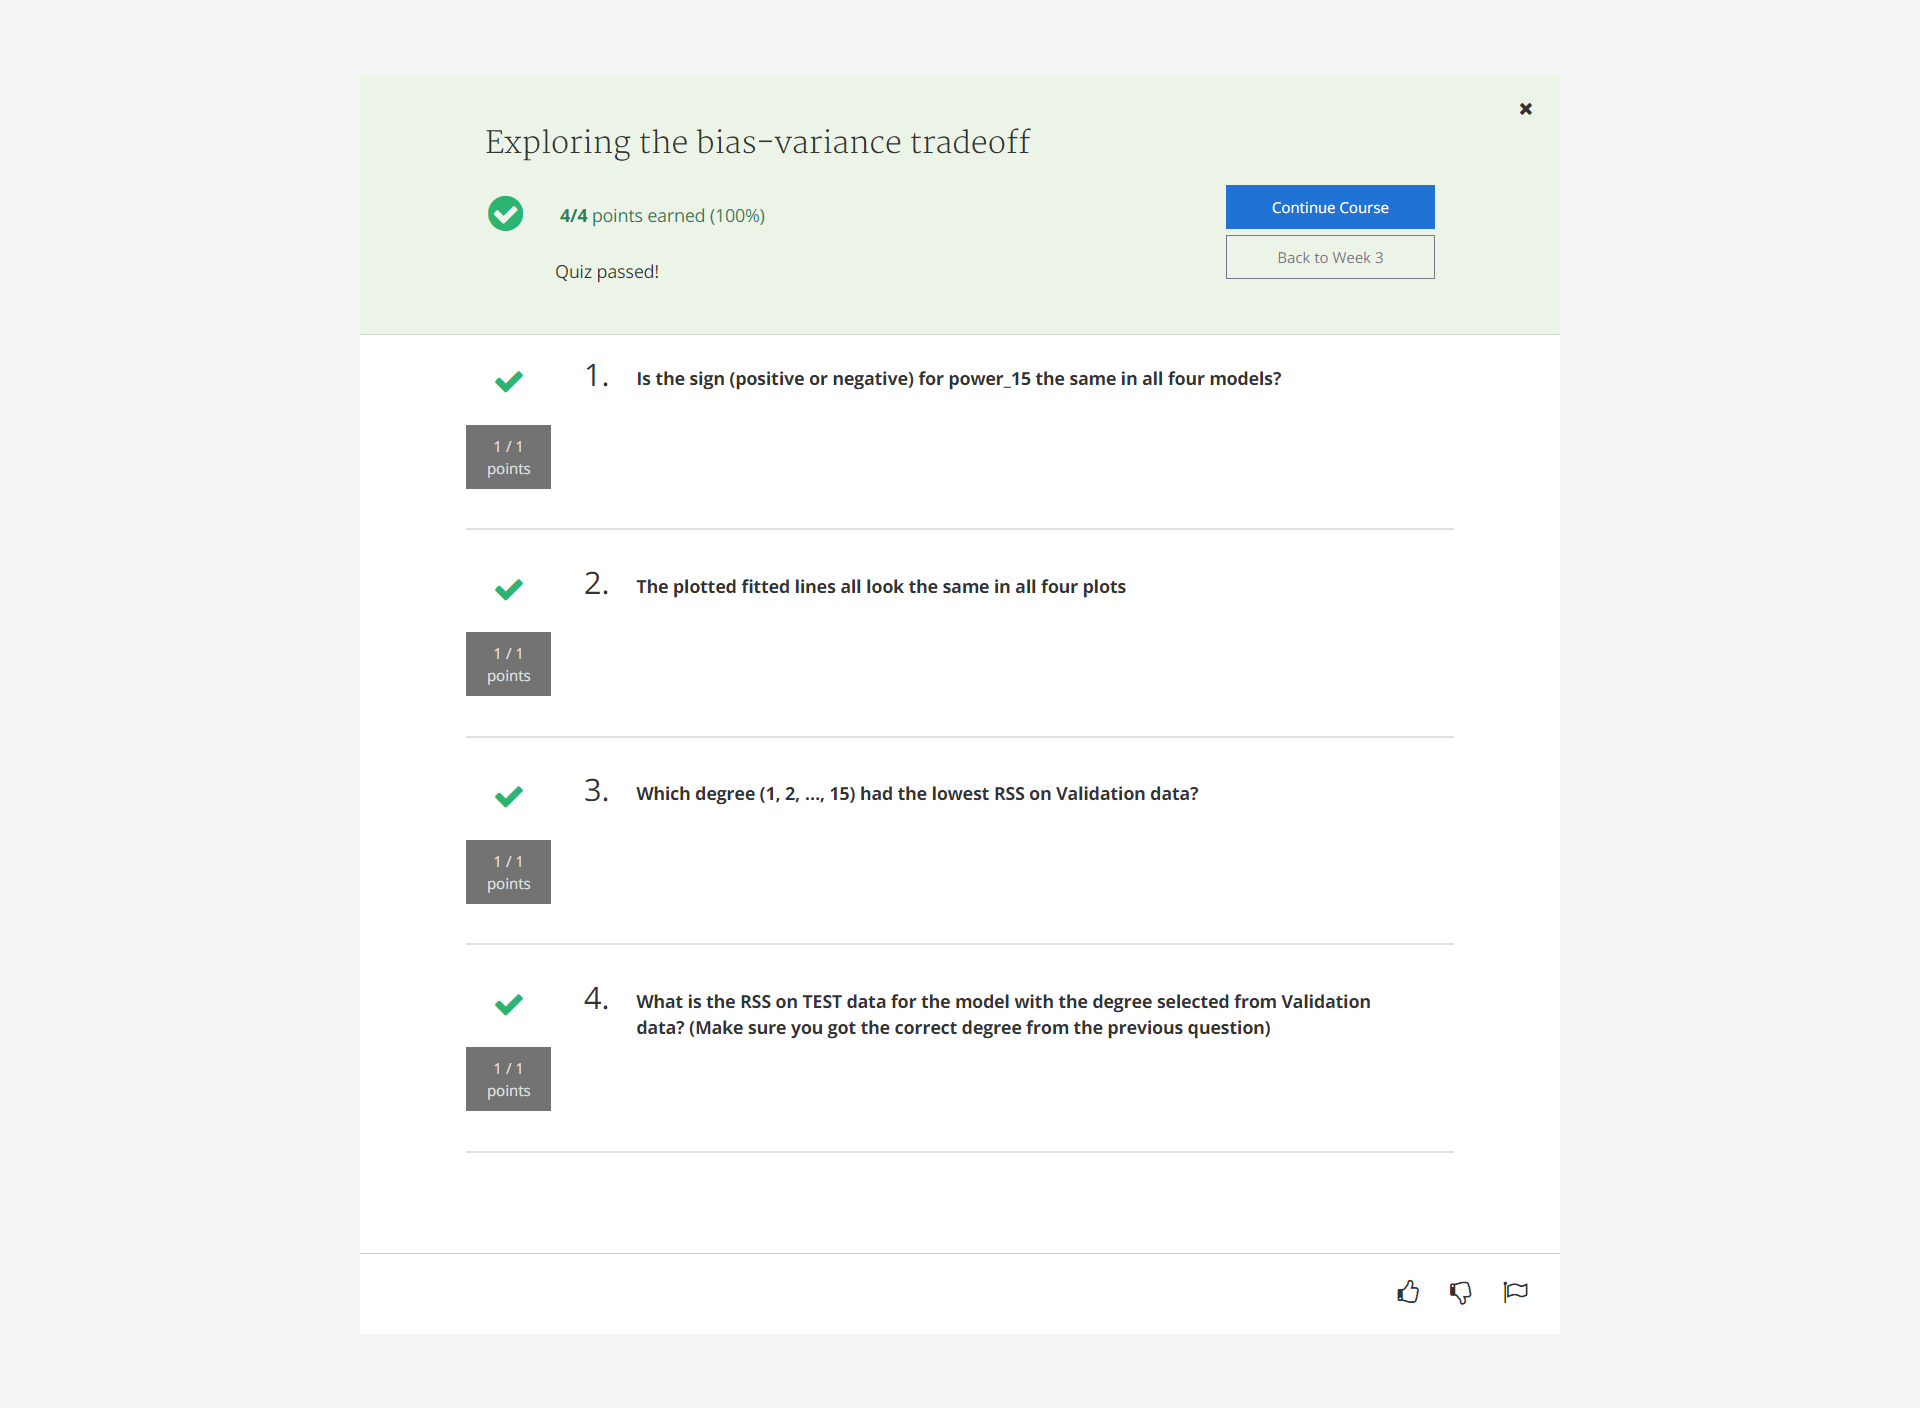 Exploring the bias-variance tradeoff
4/4 points earned (100%)
Quiz passed!
Continue Course
Back to Week 3
1. Is the sign (positive or negative) for power_15 the same in all four models?
1 / 1
points
2. The plotted fitted lines all look the same in all four plots
1 / 1
points
3. Which degree (1, 2, ..., 15) had the lowest RSS on Validation data?
1 / 1
points
4. What is the RSS on TEST data for the model with the degree selected from Validation
data? (Make sure you got the correct degree from the previous question)
1 / 1
points